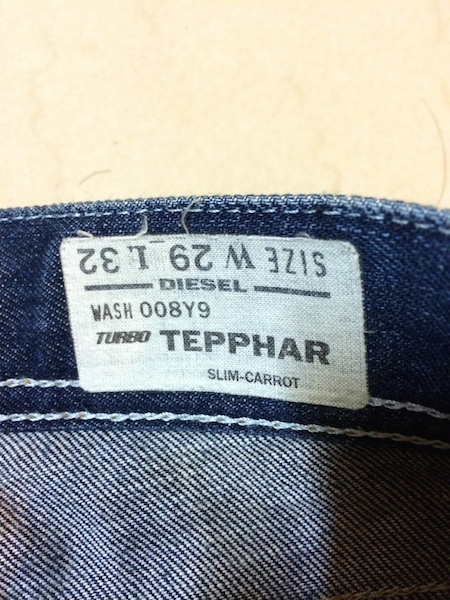 SIZE W 29 L 32
DIESEL
WASH 008Y9
TURBO TEPPHAR
SLIM-CARROT